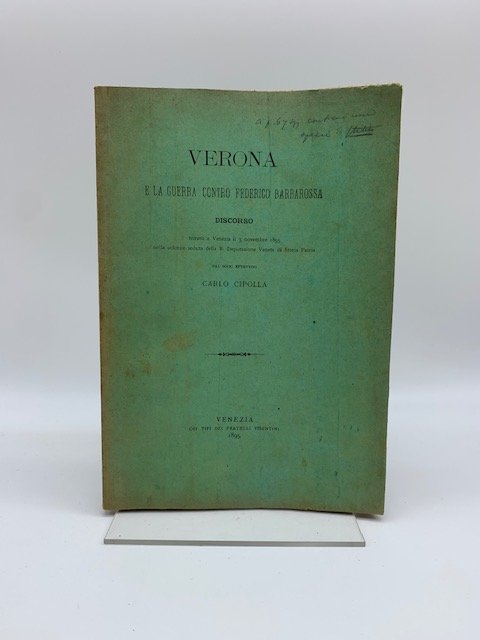 a p. 67
VERONA
E LA GUERRA CONTRO FEDERICO BARBAROSSA
DISCORSO
tenuto a Venezia il 3 novembre 1895
nella solenne seduta della R. Deputazione Veneta di Storia Patria
DAL SOCIO EFFETTIVO
CARLO CIPOLLA
VENEZIA
COI TIPI DEI FRATELLI VISENTINI
1895